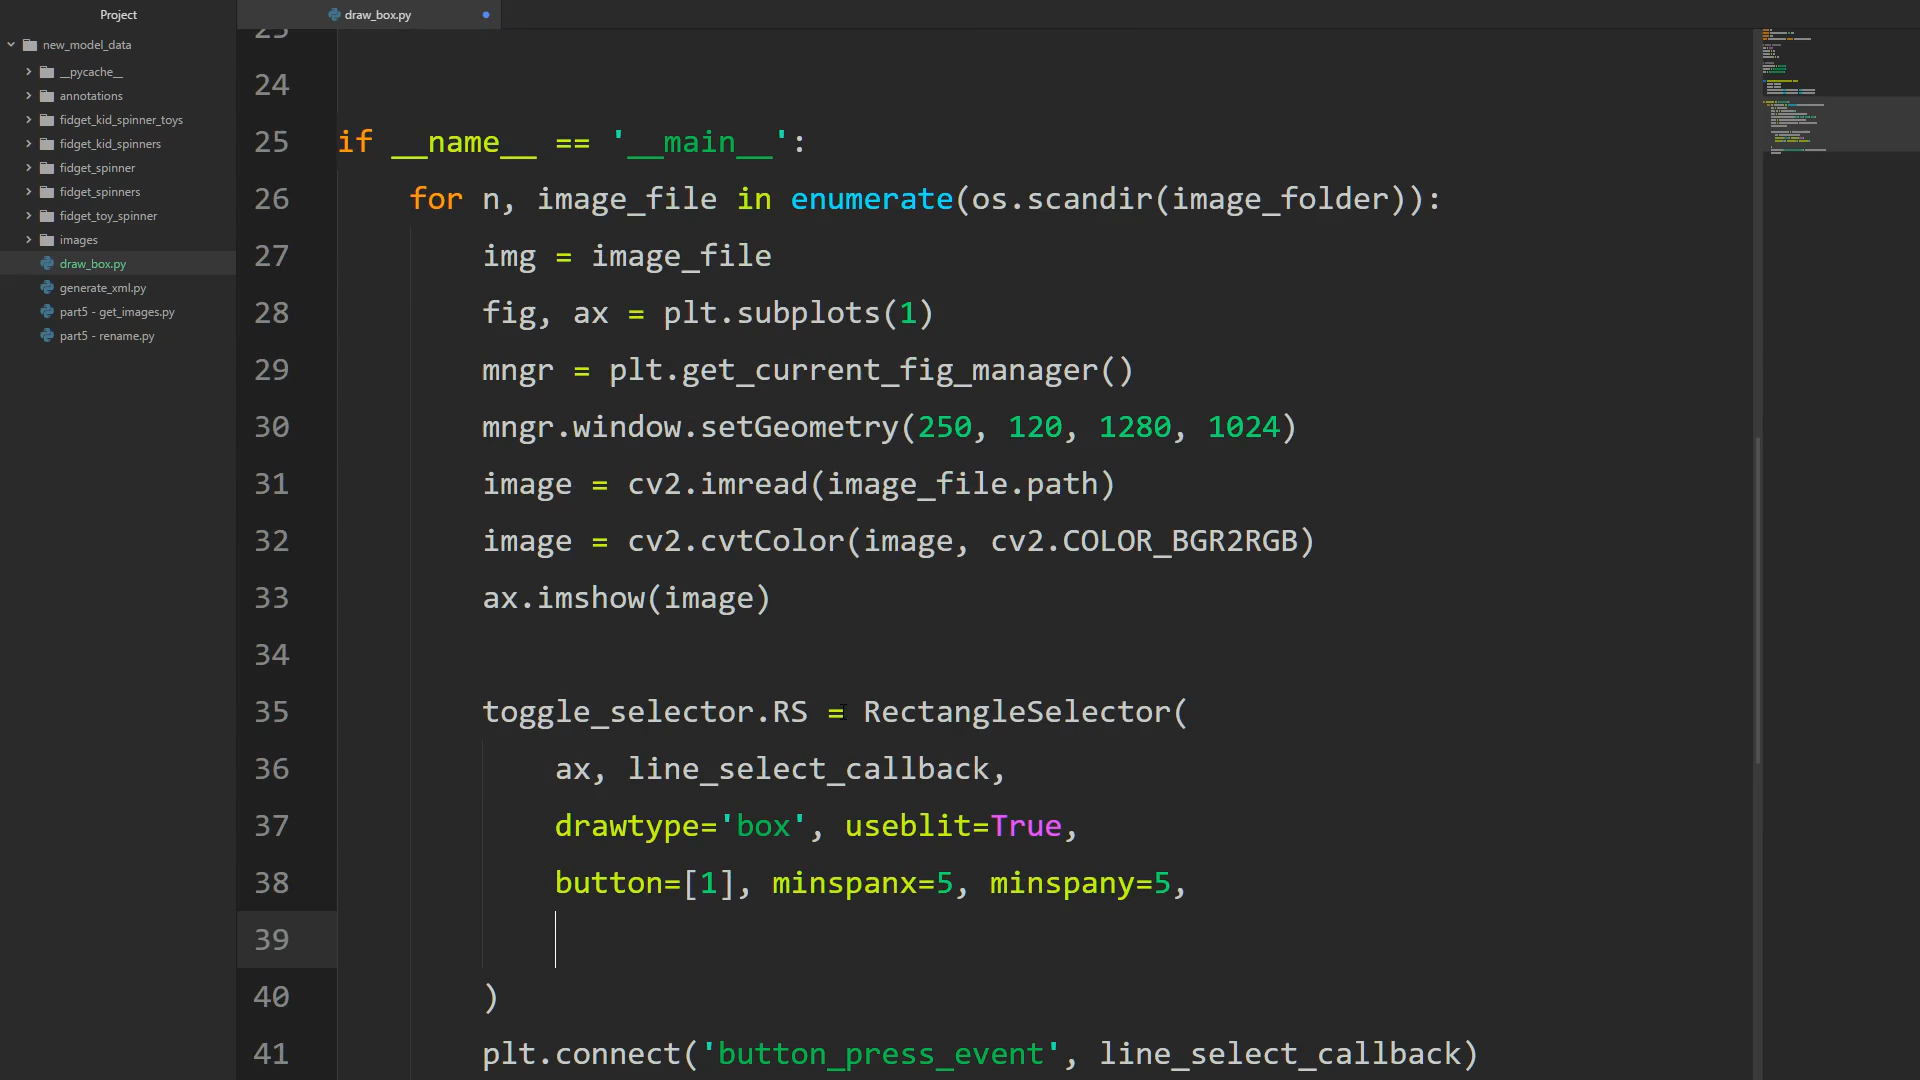 Project
draw_box.py
new_model_data
__pycache__
annotations
fidget_kid_spinner_toys
fidget_kid_spinners
fidget_spinner
fidget_spinners
fidget_toy_spinner
images
draw_box.py
generate_xml.py
part5 - get_images.py
part5 - rename.py
23
24
25 if __name__ == '__main__':
26 for n, image_file in enumerate(os.scandir(image_folder)):
27 img = image_file
28 fig, ax = plt.subplots(1)
29 mngr = plt.get_current_fig_manager()
30 mngr.window.setGeometry(250, 120, 1280, 1024)
31 image = cv2.imread(image_file.path)
32 image = cv2.cvtColor(image, cv2.COLOR_BGR2RGB)
33 ax.imshow(image)
34
35 toggle_selector.RS = RectangleSelector(
36 ax, line_select_callback,
37 drawtype='box', useblit=True,
38 button=[1], minspanx=5, minspany=5,
39
40 )
41 plt.connect('button_press_event', line_select_callback)